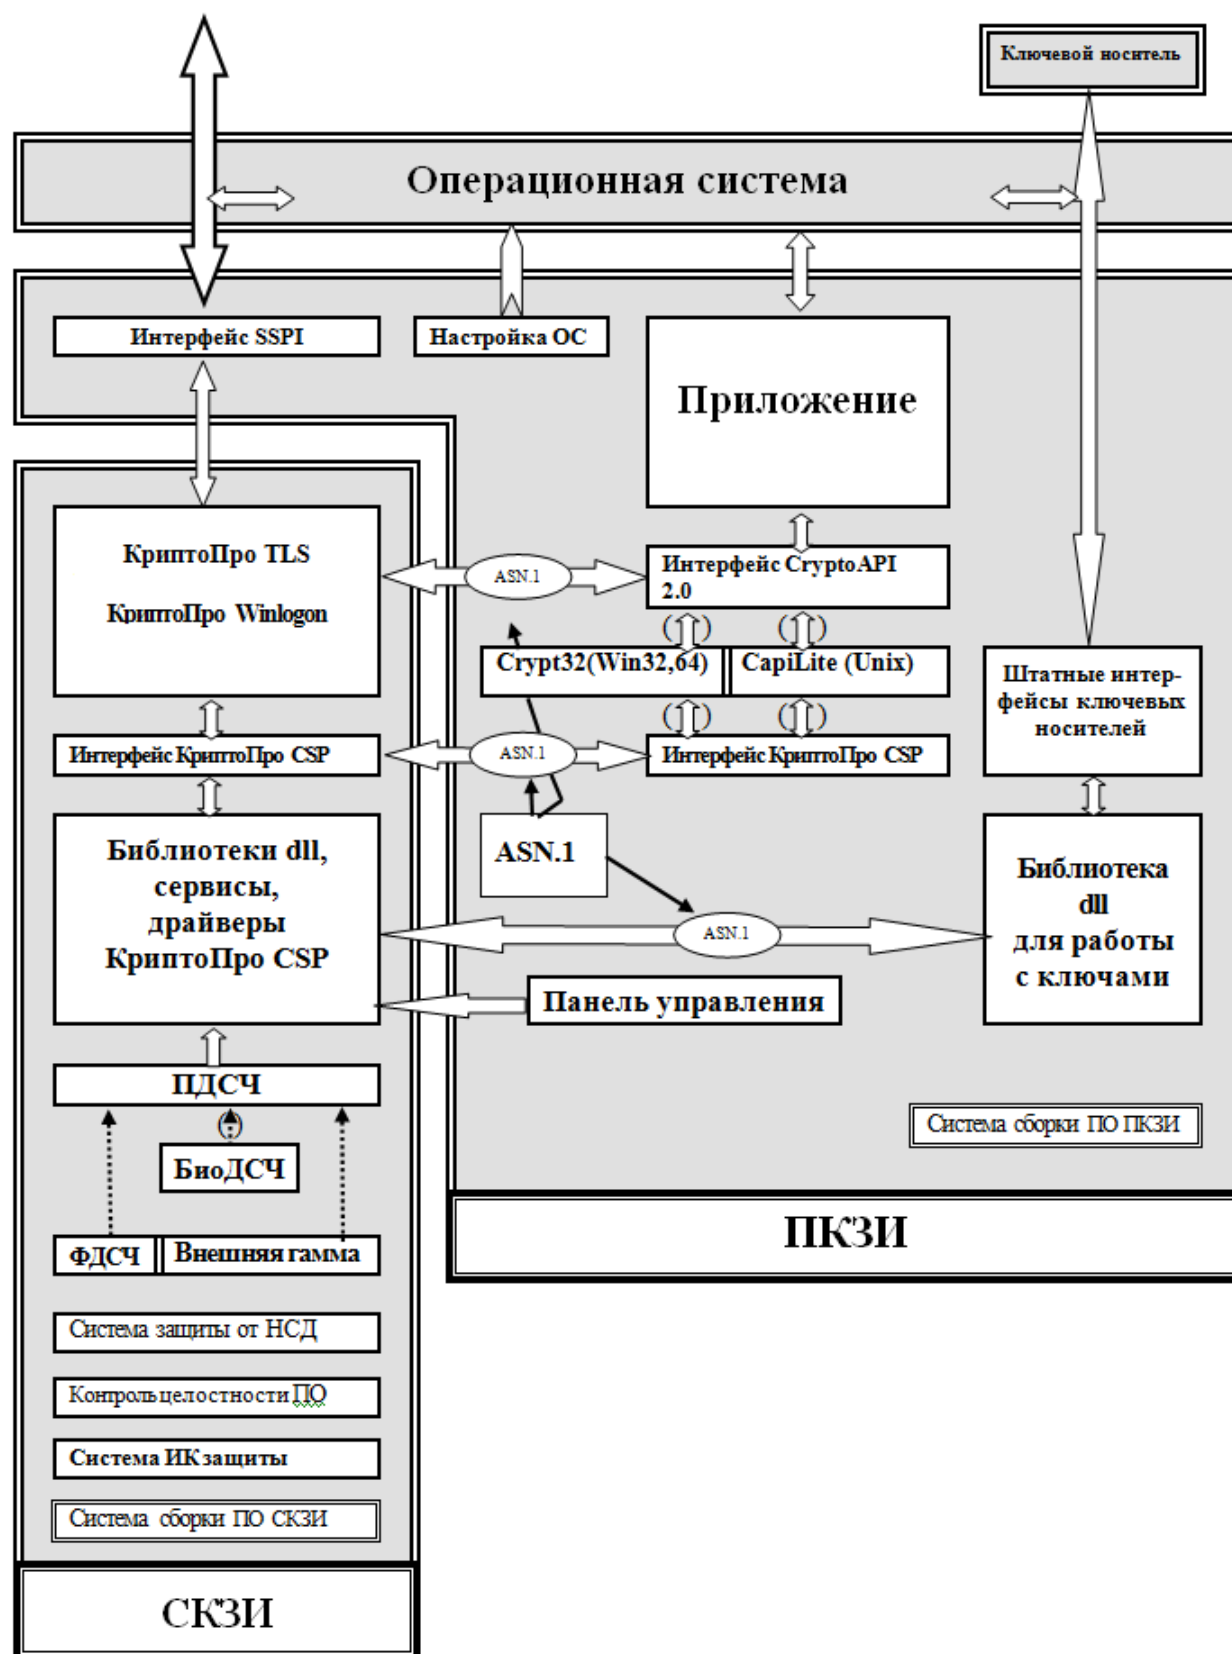 Ключевой носитель
Операционная система
Интерфейс SSPI
Настройка ОС
Приложение
КриптоПро TLS
КриптоПро Winlogon
ASN.1
Интерфейс CryptoAPI
2.0
( )
( )
Crypt32(Win32,64)
CapiLite (Unix)
Штатные интер-
фейсы ключевых
носителей
( )
( )
Интерфейс КриптоПро CSP
ASN.1
Интерфейс КриптоПро CSP
Библиотеки dll,
сервисы,
драйверы
КриптоПро CSP
ASN.1
Библиотека
dll
для работы
с ключами
ASN.1
Панель управления
ПДСЧ
( )
БиоДСЧ
Система сборки ПО ПКЗИ
ПКЗИ
ФДСЧ
Внешняя гамма
Система защиты от НСД
Контроль целостности ПО
Система ИК защиты
Система сборки ПО СКЗИ
СКЗИ